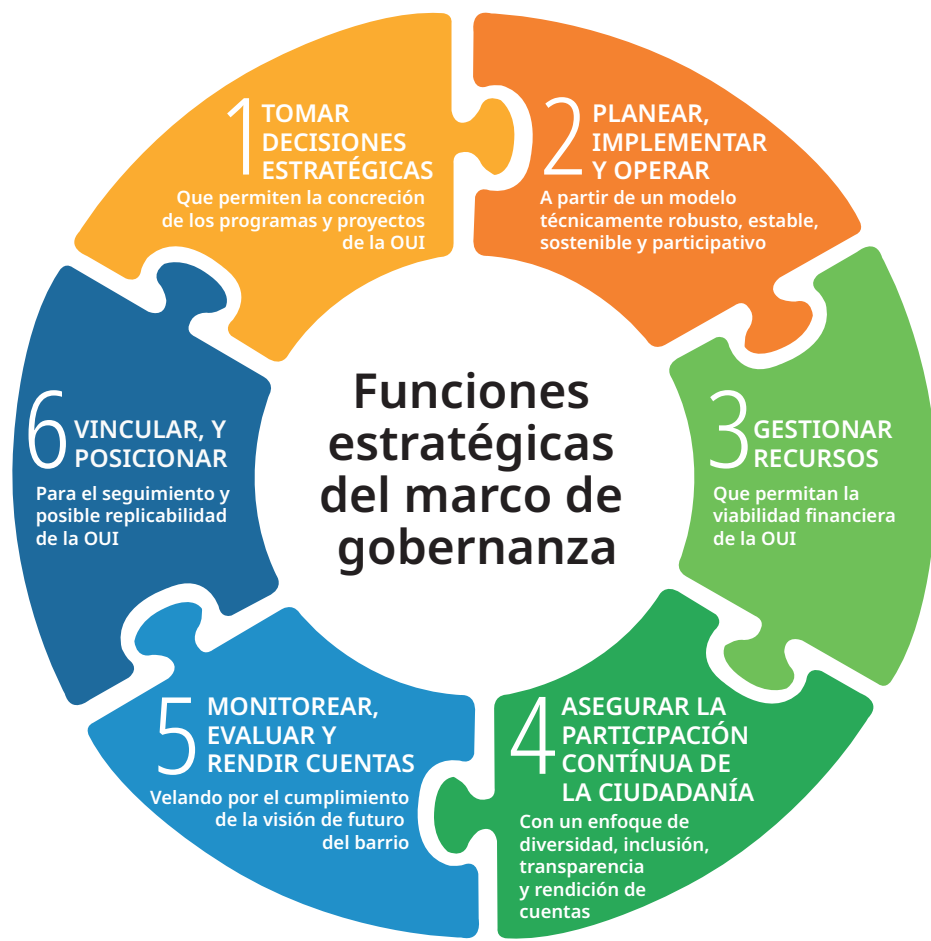 Funciones
estratégicas
del marco de
gobernanza
1 TOMAR
DECISIONES
ESTRATÉGICAS
Que permiten la concreción
de los programas y proyectos
de la OUI
2 PLANEAR,
IMPLEMENTAR
Y OPERAR
A partir de un modelo
técnicamente robusto, estable,
sostenible y participativo
3 GESTIONAR
RECURSOS
Que permitan la
viabilidad financiera
de la OUI
4 ASEGURAR LA
PARTICIPACIÓN
CONTÍNUA DE
LA CIUDADANÍA
Con un enfoque de
diversidad, inclusión,
transparencia
y rendición de
cuentas
5 MONITOREAR,
EVALUAR Y
RENDIR CUENTAS
Velando por el cumplimiento
de la visión de futuro
del barrio
6 VINCULAR, Y
POSICIONAR
Para el seguimiento y
posible replicabilidad
de la OUI